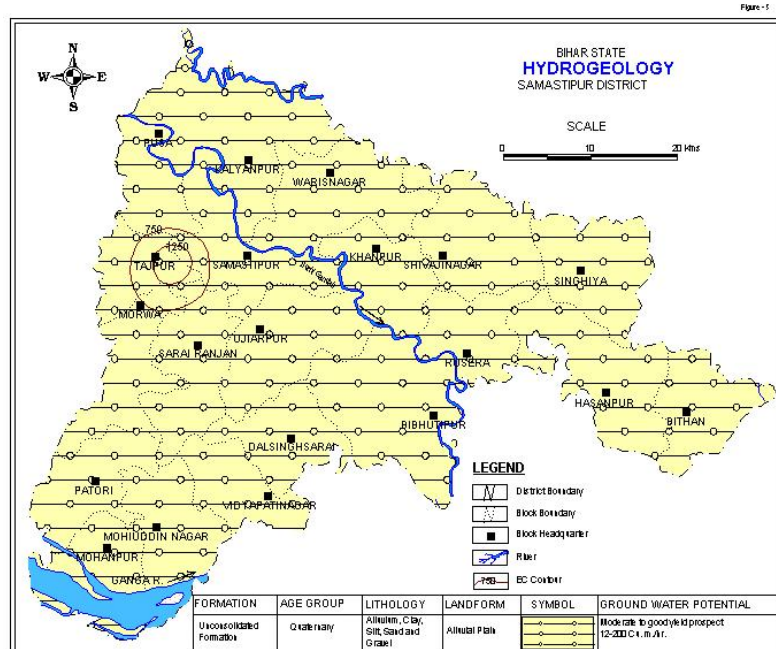 Figure - 5
BIHAR STATE
HYDROGEOLOGY
SAMASTIPUR DISTRICT
N
W E
S
SCALE
0 10 20 kms
PUSA
KALYANPUR
WARISNAGAR
750
1250
TAJPUR
SAMASTIPUR
KHANPUR
SHIVAJINAGAR
SINGHIYA
MORWA
UJIARPUR
SARAI RANJAN
RUSERA
HASANPUR
BITHAN
BIBHUTIPUR
DALSINGHSARAI
PATORI
VIDYAPATINAGAR
MOHIUDDIN NAGAR
MOHANPUR
GANGA R.
LEGEND
District Boundary
Block Boundary
Block Headquarter
River
750 EC Contour
FORMATION AGE GROUP LITHOLOGY LANDFORM SYMBOL GROUND WATER POTENTIAL
Unconsolidated Formation
Quaternary
Alluvium, Clay, Silt, Sand and Gravel
Alluvial Plain
Moderate to good yield prospect
12-200 Cu. m./hr.